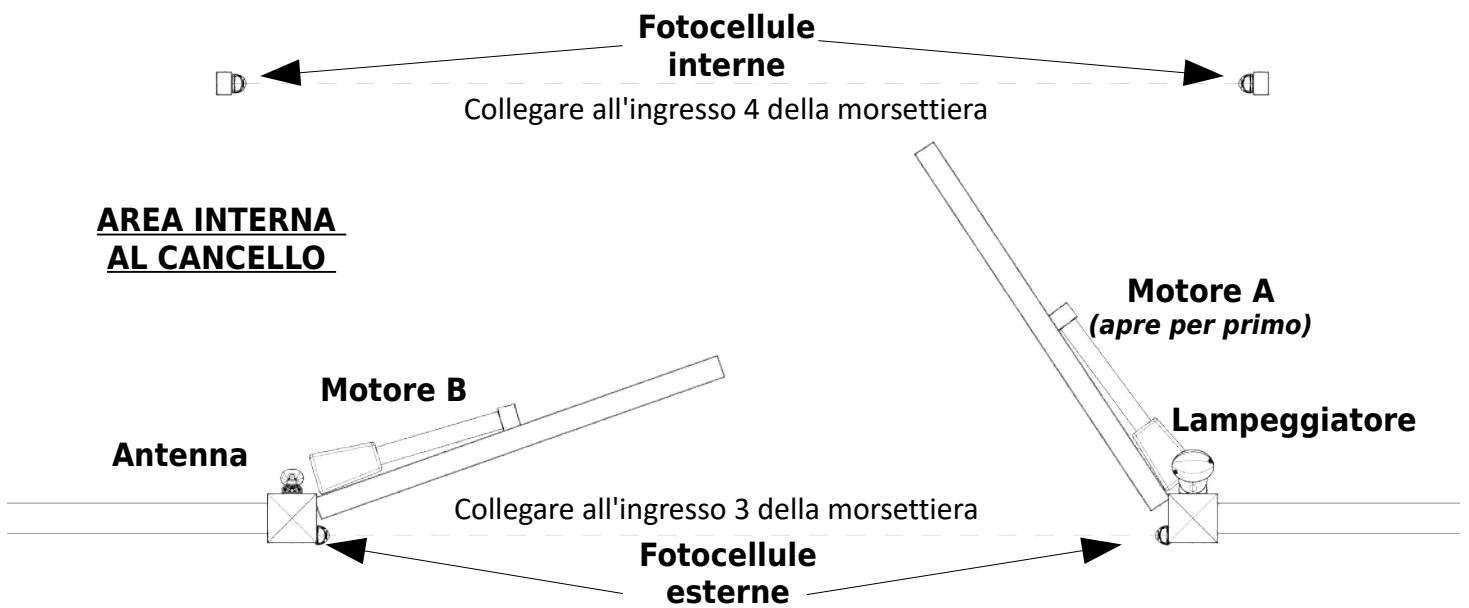 Fotocellule
interne
Collegare all'ingresso 4 della morsettiera
AREA INTERNA
AL CANCELLO
Motore A
(apre per primo)
Motore B
Lampeggiatore
Antenna
Collegare all'ingresso 3 della morsettiera
Fotocellule
esterne